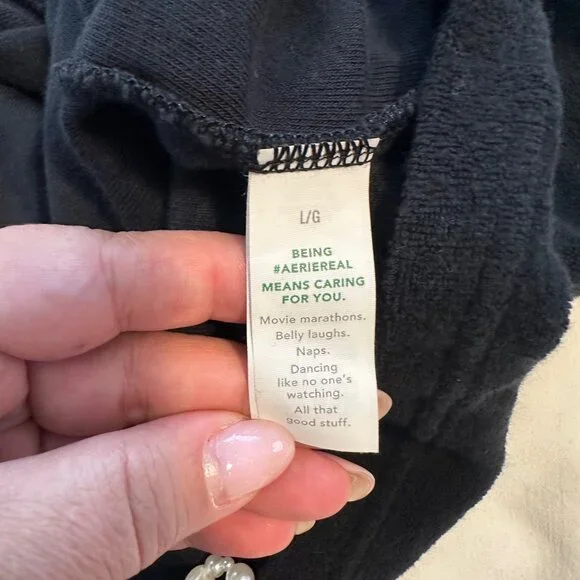 L/G
BEING
#AERIEREAL
MEANS CARING
FOR YOU.
Movie marathons.
Belly laughs.
Naps.
Dancing
like no one's
watching.
All that
good stuff.